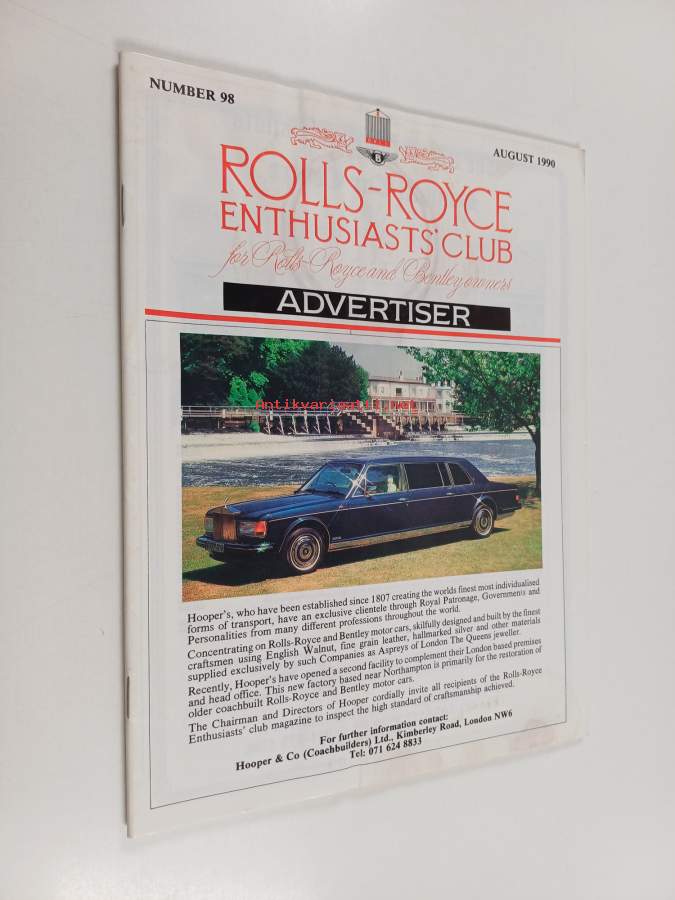 NUMBER 98
AUGUST 1990
B
ROLLS-ROYCE
ENTHUSIASTS' CLUB
for Rolls-Royce and Bentley owners
ADVERTISER
Antikvariaatti.net
Hooper's, who have been established since 1807 creating the worlds finest most individualised
forms of transport, have an exclusive clientele through Royal Patronage, Governments and
Personalities from many different professions throughout the world.
Concentrating on Rolls-Royce and Bentley motor cars, skilfully designed and built by the finest
craftsmen using English Walnut, fine grain leather, hallmarked silver and other materials
supplied exclusively by such Companies as Aspreys of London The Queens jeweller.
Recently, Hooper's have opened a second facility to complement their London based premises
and head office. This new factory based near Northampton is primarily for the restoration of
older coachbuilt Rolls-Royce and Bentley motor cars.
The Chairman and Directors of Hooper cordially invite all recipients of the Rolls-Royce
Enthusiasts' club magazine to inspect the high standard of craftsmanship achieved.
For further information contact:
Hooper & Co (Coachbuilders) Ltd., Kimberley Road, London NW6
Tel: 071 624 8833